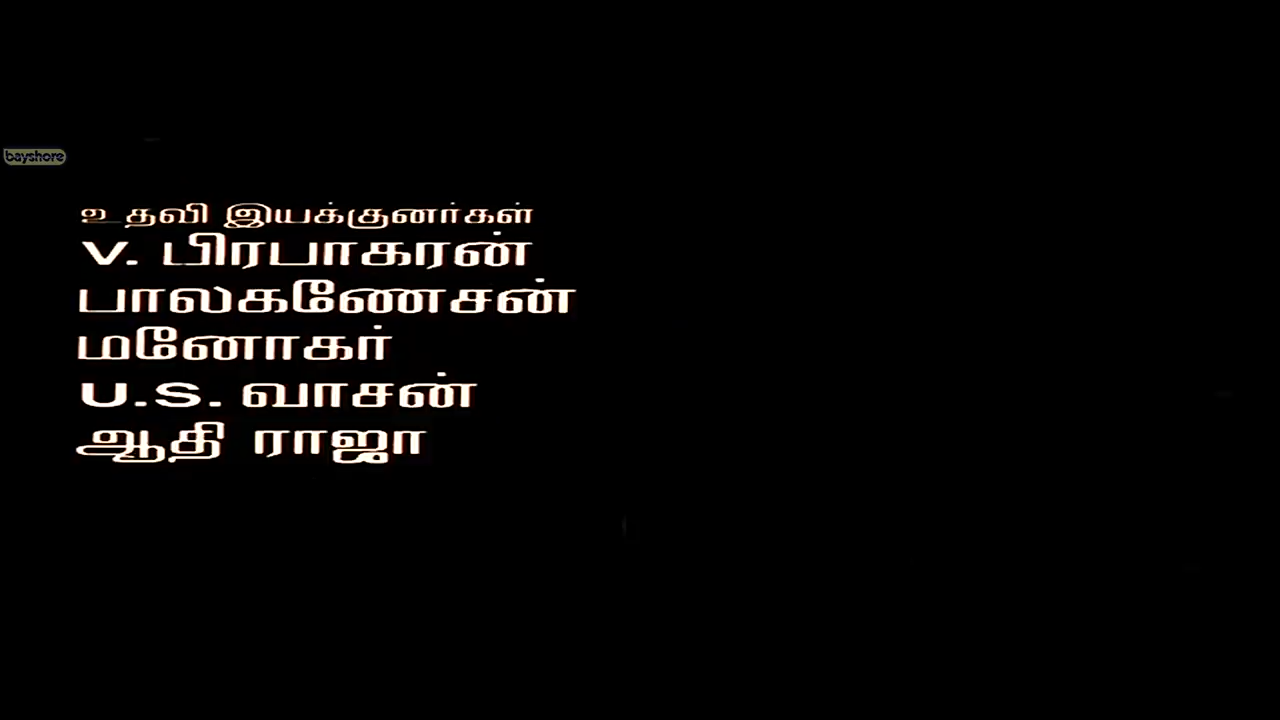 bayshore
உதவி இயக்குனர்கள்
V. பிரபாகரன்
பாலகணேசன்
மனோகர்
U.S. வாசன்
ஆதி ராஜா